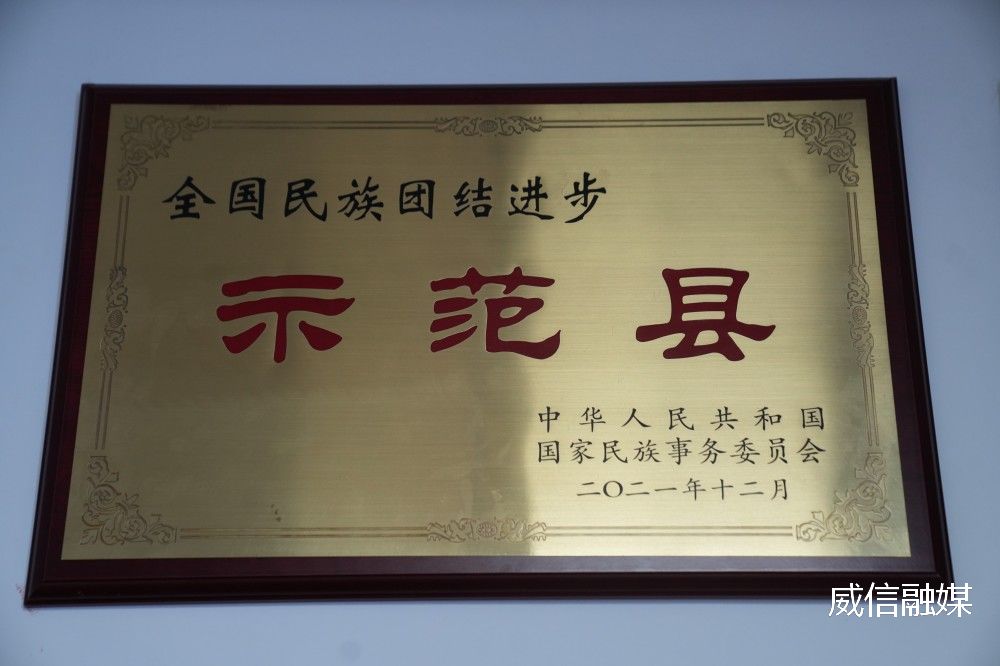 全国民族团结进步
示范县
中华人民共和国
国家民族事务委员会
二〇二一年十二月
威信融媒